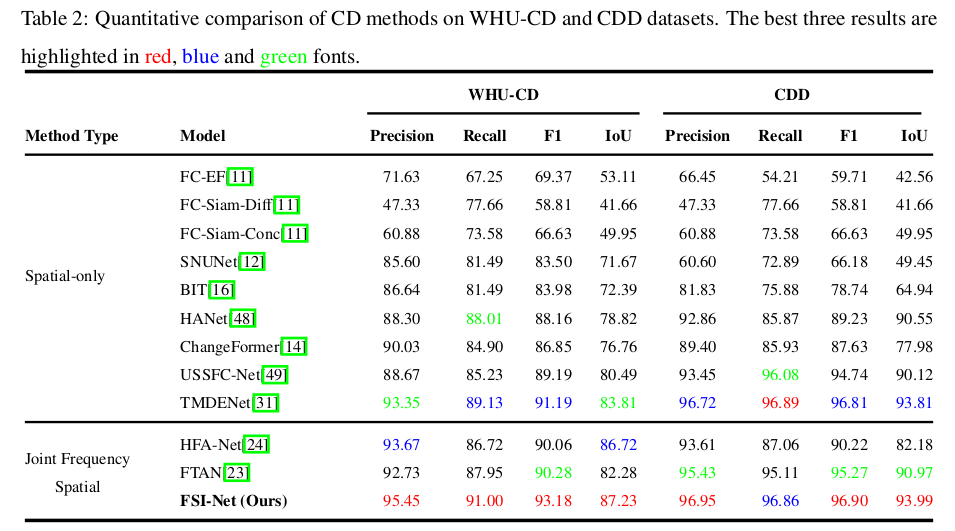 Table 2: Quantitative comparison of CD methods on WHU-CD and CDD datasets. The best three results are
highlighted in red, blue and green fonts.
WHU-CD CDD
Method Type Model Precision Recall F1 IoU Precision Recall F1 IoU
FC-EF[11] 71.63 67.25 69.37 53.11 66.45 54.21 59.71 42.56
FC-Siam-Diff[11] 47.33 77.66 58.81 41.66 47.33 77.66 58.81 41.66
FC-Siam-Conc[11] 60.88 73.58 66.63 49.95 60.88 73.58 66.63 49.95
SNUNet[12] 85.60 81.49 83.50 71.67 60.60 72.89 66.18 49.45
Spatial-only
BIT[16] 86.64 81.49 83.98 72.39 81.83 75.88 78.74 64.94
HANet[48] 88.30 88.01 88.16 78.82 92.86 85.87 89.23 90.55
ChangeFormer[14] 90.03 84.90 86.85 76.76 89.40 85.93 87.63 77.98
USSFC-Net[49] 88.67 85.23 89.19 80.49 93.45 96.08 94.74 90.12
TMDENet[31] 93.35 89.13 91.19 83.81 96.72 96.89 96.81 93.81
HFA-Net[24] 93.67 86.72 90.06 86.72 93.61 87.06 90.22 82.18
Joint Frequency
FTAN[23] 92.73 87.95 90.28 82.28 95.43 95.11 95.27 90.97
Spatial
FSI-Net (Ours) 95.45 91.00 93.18 87.23 96.95 96.86 96.90 93.99